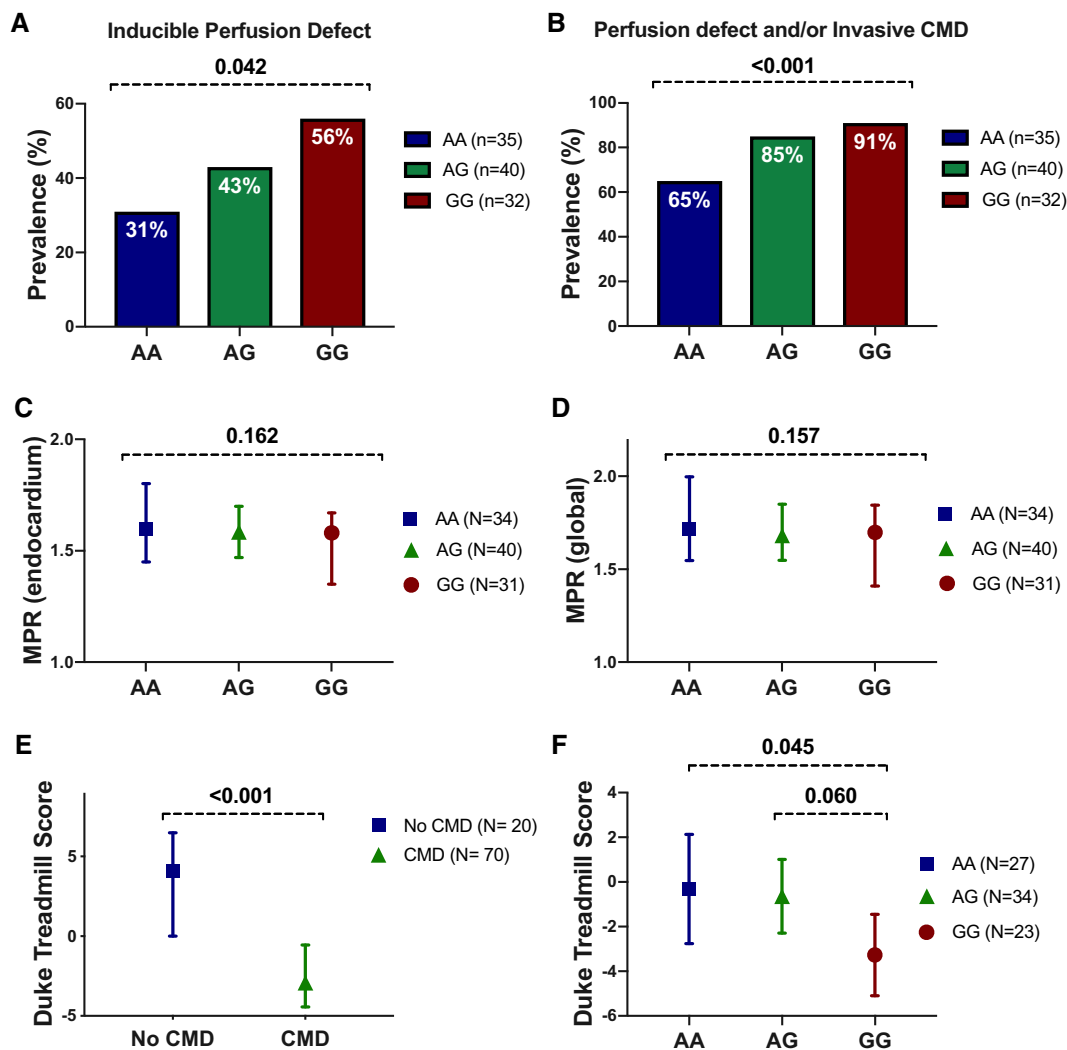 A
Inducible Perfusion Defect
0.042
Prevalence (%)
60
40
20
0
31%
43%
56%
AA
AG
GG
AA (n=35)
AG (n=40)
GG (n=32)
B
Perfusion defect and/or Invasive CMD
<0.001
Prevalence (%)
100
80
60
40
20
0
65%
85%
91%
AA
AG
GG
AA (n=35)
AG (n=40)
GG (n=32)
C
0.162
MPR (endocardium)
2.0
1.5
1.0
AA
AG
GG
AA (N=34)
AG (N=40)
GG (N=31)
D
0.157
MPR (global)
2.0
1.5
1.0
AA
AG
GG
AA (N=34)
AG (N=40)
GG (N=31)
E
<0.001
Duke Treadmill Score
5
0
-5
No CMD
CMD
No CMD (N= 20)
CMD (N= 70)
F
0.045
0.060
Duke Treadmill Score
4
2
0
-2
-4
-6
AA
AG
GG
AA (N=27)
AG (N=34)
GG (N=23)